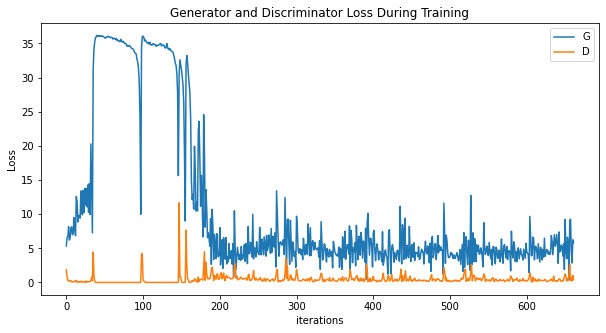 Generator and Discriminator Loss During Training
G
D
Loss
35
30
25
20
15
10
5
0
0 100 200 300 400 500 600
iterations